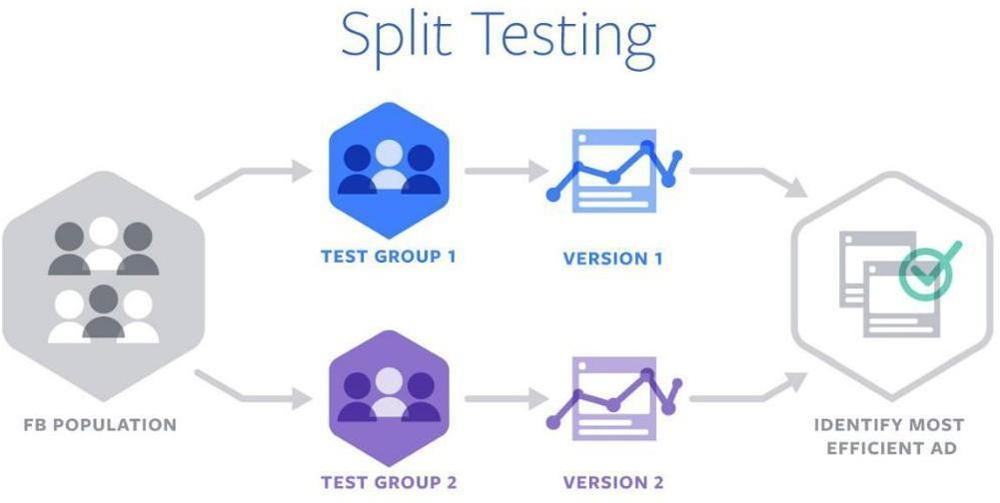 Split Testing
TEST GROUP 1
VERSION 1
FB POPULATION
IDENTIFY MOST
EFFICIENT AD
TEST GROUP 2
VERSION 2